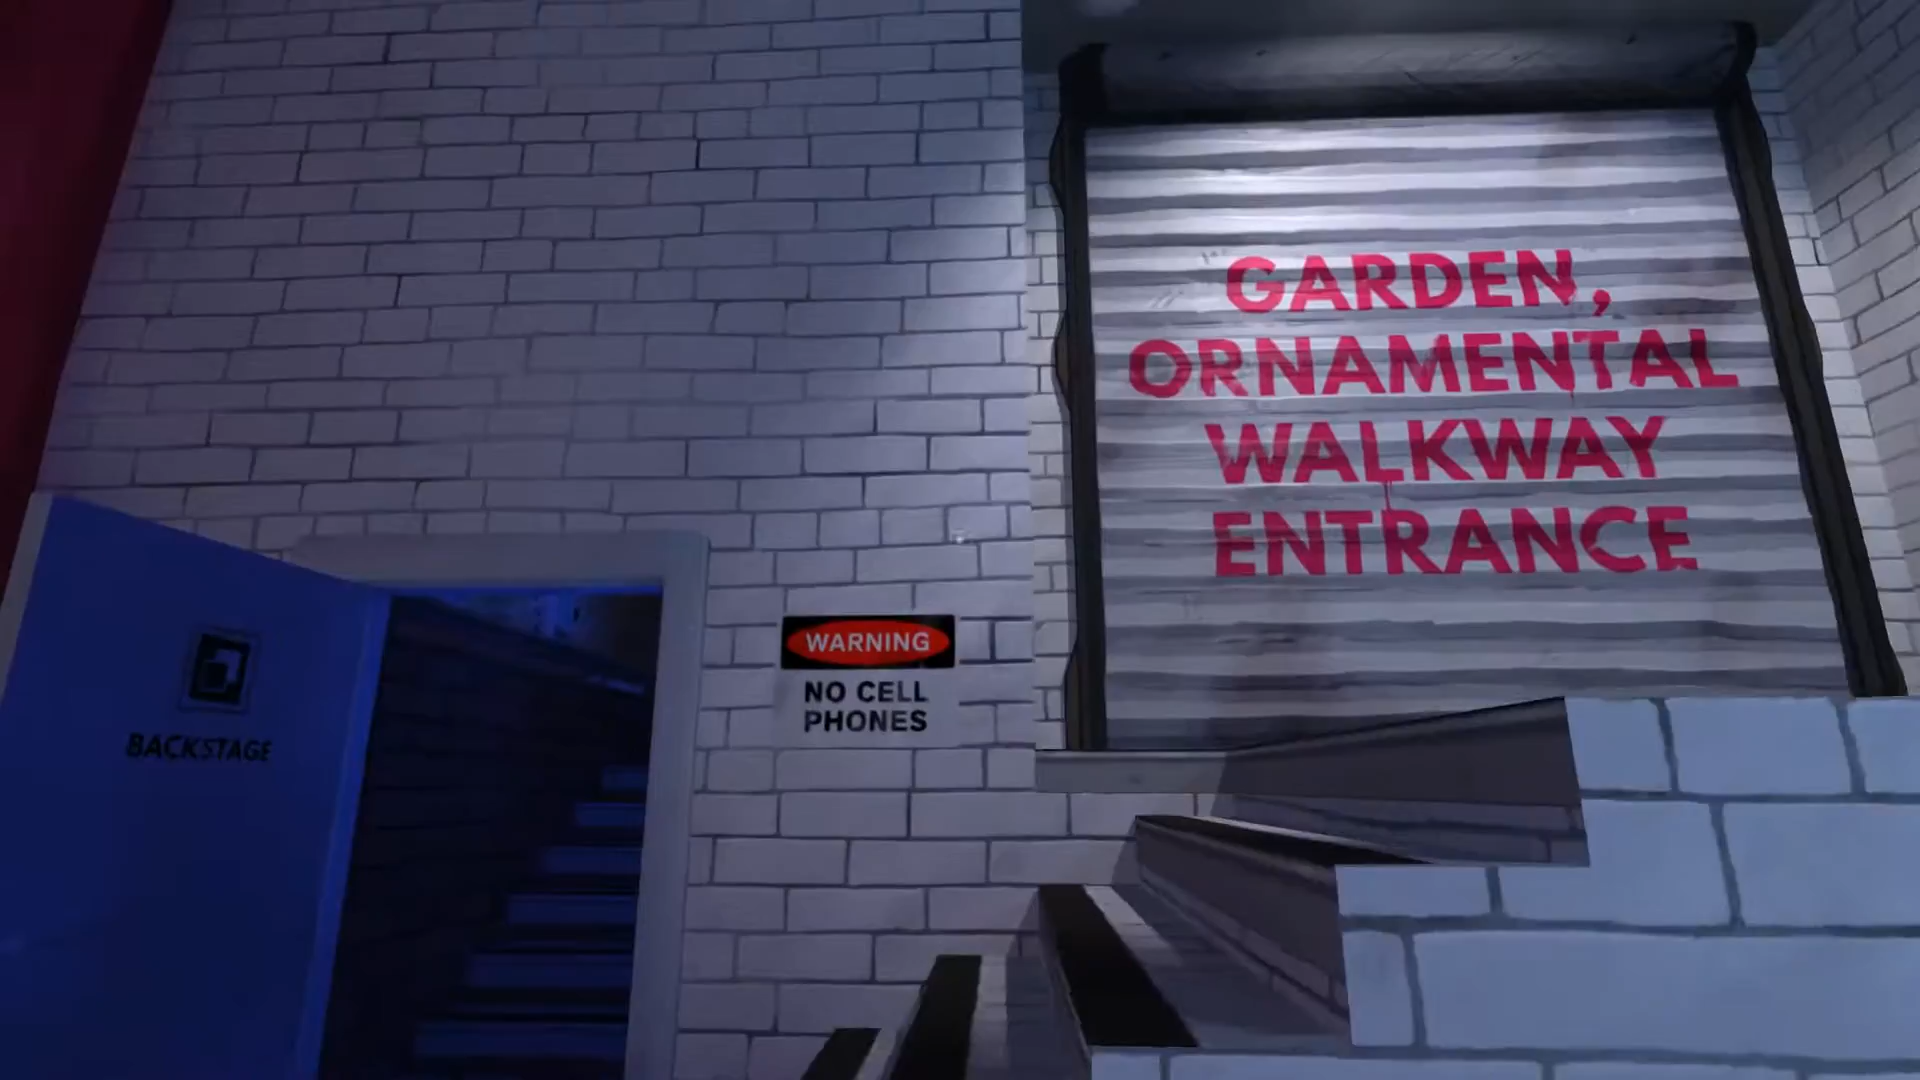 GARDEN,
ORNAMENTAL
WALKWAY
ENTRANCE
WARNING
NO CELL
PHONES
BACKSTAGE